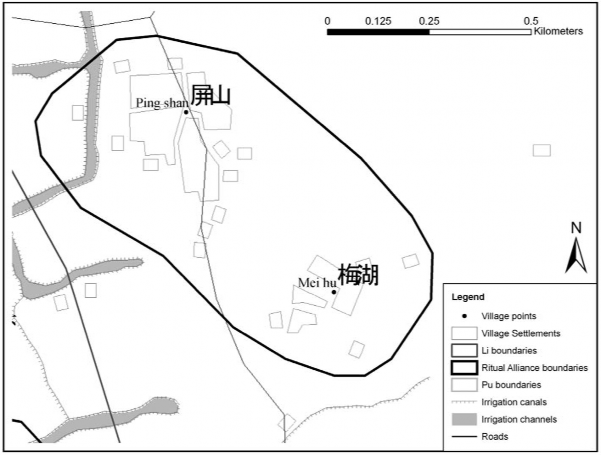 0 0.125 0.25 0.5
Kilometers
Ping shan 屏山
Mei hu 梅湖
N
Legend
Village points
Village Settlements
Li boundaries
Ritual Alliance boundaries
Pu boundaries
Irrigation canals
Irrigation channels
Roads